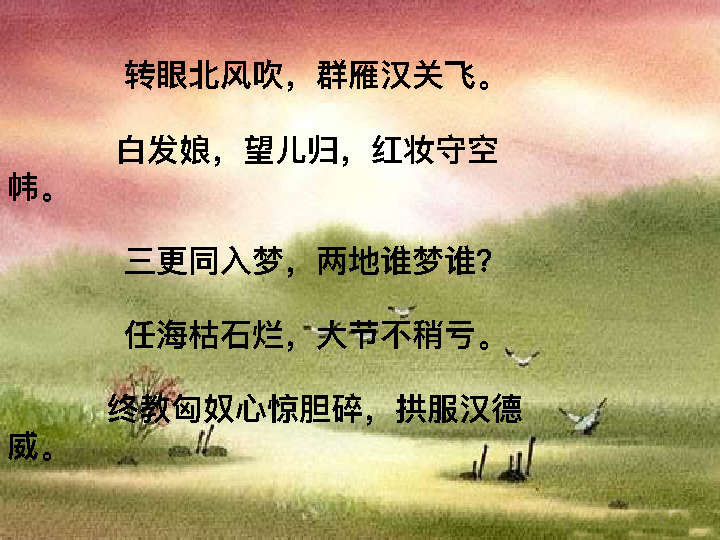 转眼北风吹，群雁汉关飞。
白发娘，望儿归，红妆守空
帏。
三更同入梦，两地谁梦谁？
任海枯石烂，大节不稍亏。
终教匈奴心惊胆碎，拱服汉德
威。